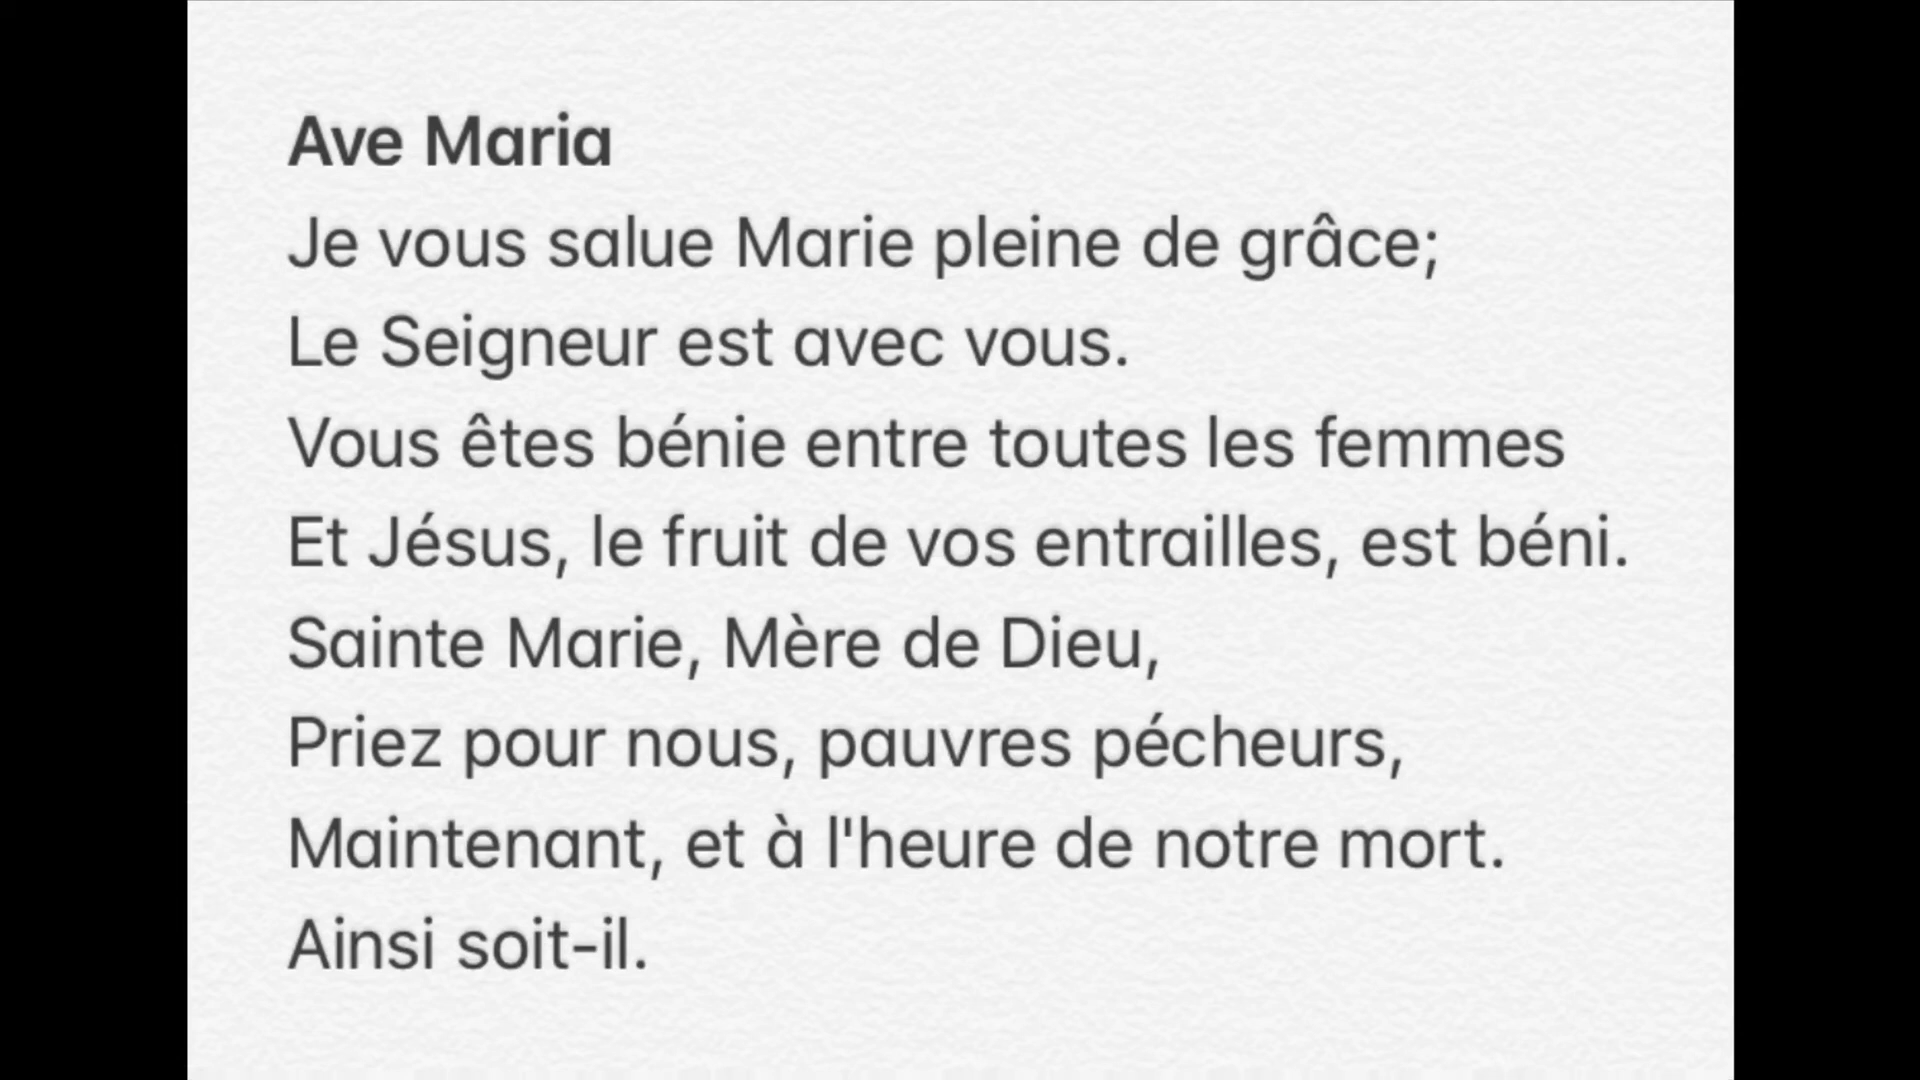 Ave Maria
Je vous salue Marie pleine de grâce;
Le Seigneur est avec vous.
Vous êtes bénie entre toutes les femmes
Et Jésus, le fruit de vos entrailles, est béni.
Sainte Marie, Mère de Dieu,
Priez pour nous, pauvres pécheurs,
Maintenant, et à l'heure de notre mort.
Ainsi soit-il.